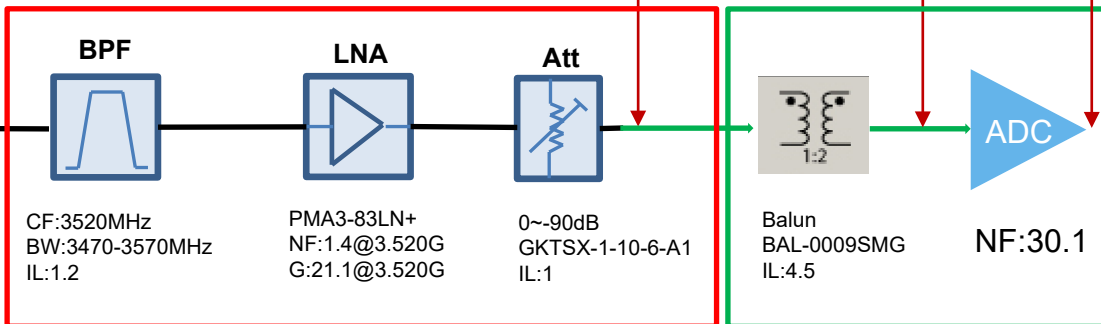 BPF
LNA
Att
1:2
ADC
CF:3520MHz
BW:3470-3570MHz
IL:1.2
PMA3-83LN+
NF:1.4@3.520G
G:21.1@3.520G
0~-90dB
GKTSX-1-10-6-A1
IL:1
Balun
BAL-0009SMG
IL:4.5
NF:30.1